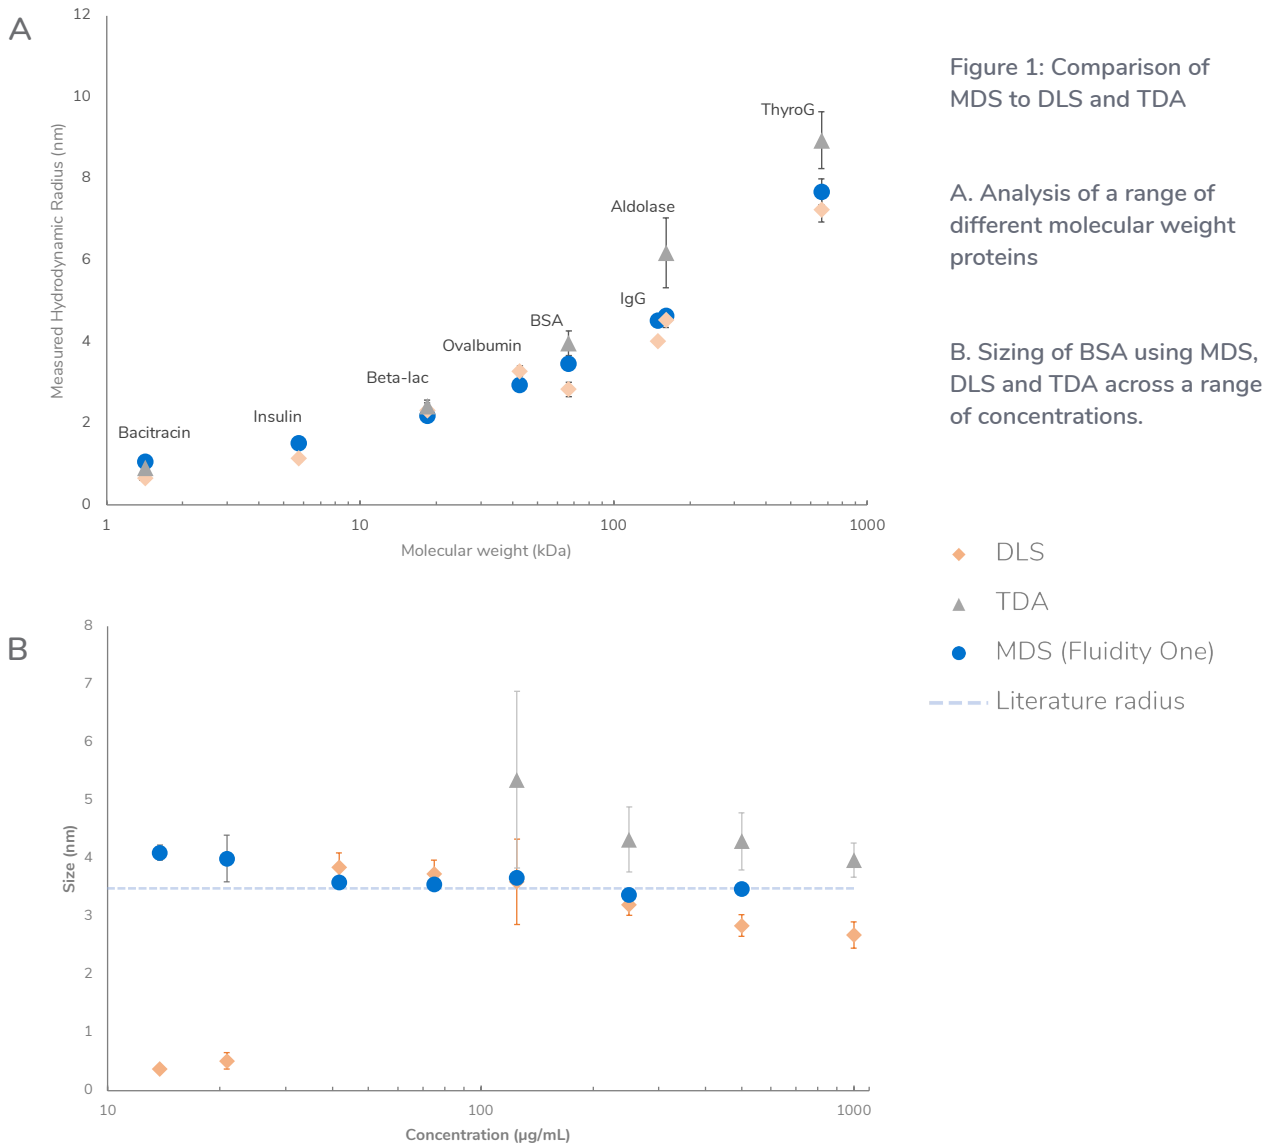 A
Measured Hydrodynamic Radius (nm)
12
10
8
6
4
2
0
Bacitracin
Insulin
Beta-lac
Ovalbumin
BSA
IgG
Aldolase
ThyroG
1
10
100
1000
Molecular weight (kDa)
Figure 1: Comparison of
MDS to DLS and TDA
A. Analysis of a range of
different molecular weight
proteins
B. Sizing of BSA using MDS,
DLS and TDA across a range
of concentrations.
DLS
TDA
MDS (Fluidity One)
Literature radius
B
Size (nm)
8
7
6
5
4
3
2
1
0
10
100
1000
Concentration (µg/mL)